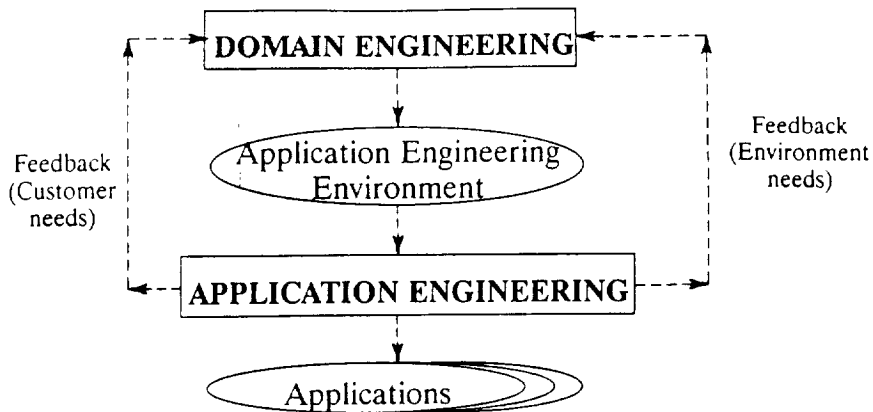 DOMAIN ENGINEERING
Feedback
(Customer
needs)
Application Engineering
Environment
Feedback
(Environment
needs)
APPLICATION ENGINEERING
Applications